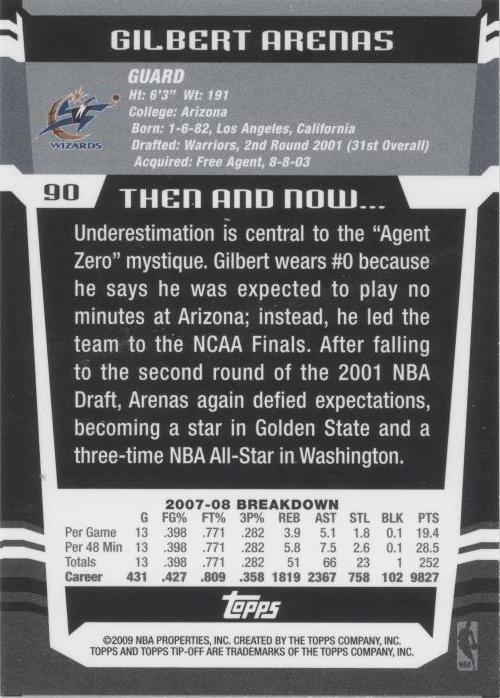 GILBERT ARENAS
GUARD
Ht: 6'3" Wt: 191
College: Arizona
Born: 1-6-82, Los Angeles, California
Drafted: Warriors, 2nd Round 2001 (31st Overall)
Acquired: Free Agent, 8-8-03
WIZARDS
90
THEN AND NOW...
Underestimation is central to the “Agent
Zero” mystique. Gilbert wears #0 because
he says he was expected to play no
minutes at Arizona; instead, he led the
team to the NCAA Finals. After falling
to the second round of the 2001 NBA
Draft, Arenas again defied expectations,
becoming a star in Golden State and a
three-time NBA All-Star in Washington.
2007-08 BREAKDOWN
G FG% FT% 3P% REB AST STL BLK PTS
Per Game 13 .398 .771 .282 3.9 5.1 1.8 0.1 19.4
Per 48 Min 13 .398 .771 .282 5.8 7.5 2.6 0.1 28.5
Totals 13 .398 .771 .282 51 66 23 1 252
Career 431 .427 .809 .358 1819 2367 758 102 9827
topps
©2009 NBA PROPERTIES, INC. CREATED BY THE TOPPS COMPANY, INC.
TOPPS AND TOPPS TIP-OFF ARE TRADEMARKS OF THE TOPPS COMPANY, INC.
NBA